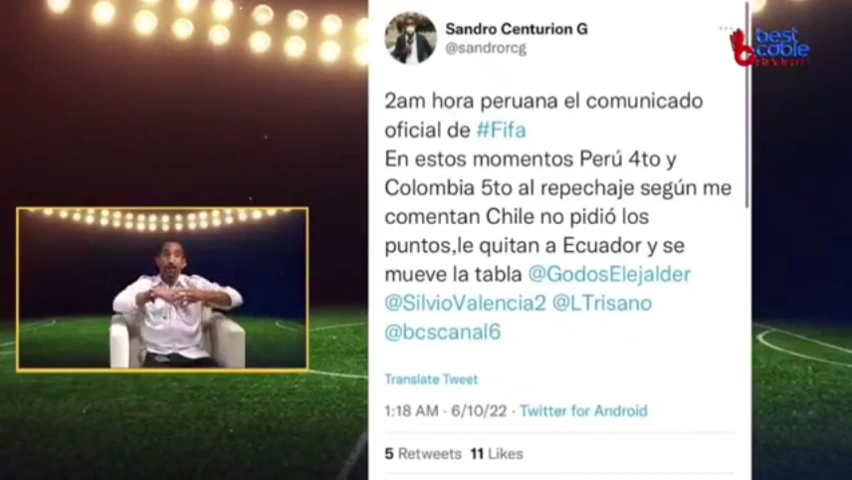 Sandro Centurion G
@sandrorcg
best
cable
2am hora peruana el comunicado
oficial de #Fifa
En estos momentos Perú 4to y
Colombia 5to al repechaje según me
comentan Chile no pidió los
puntos,le quitan a Ecuador y se
mueve la tabla @GodosElejalder
@SilvioValencia2 @LTrisano
@bcscanal6
Translate Tweet
1:18 AM · 6/10/22 · Twitter for Android
5 Retweets 11 Likes